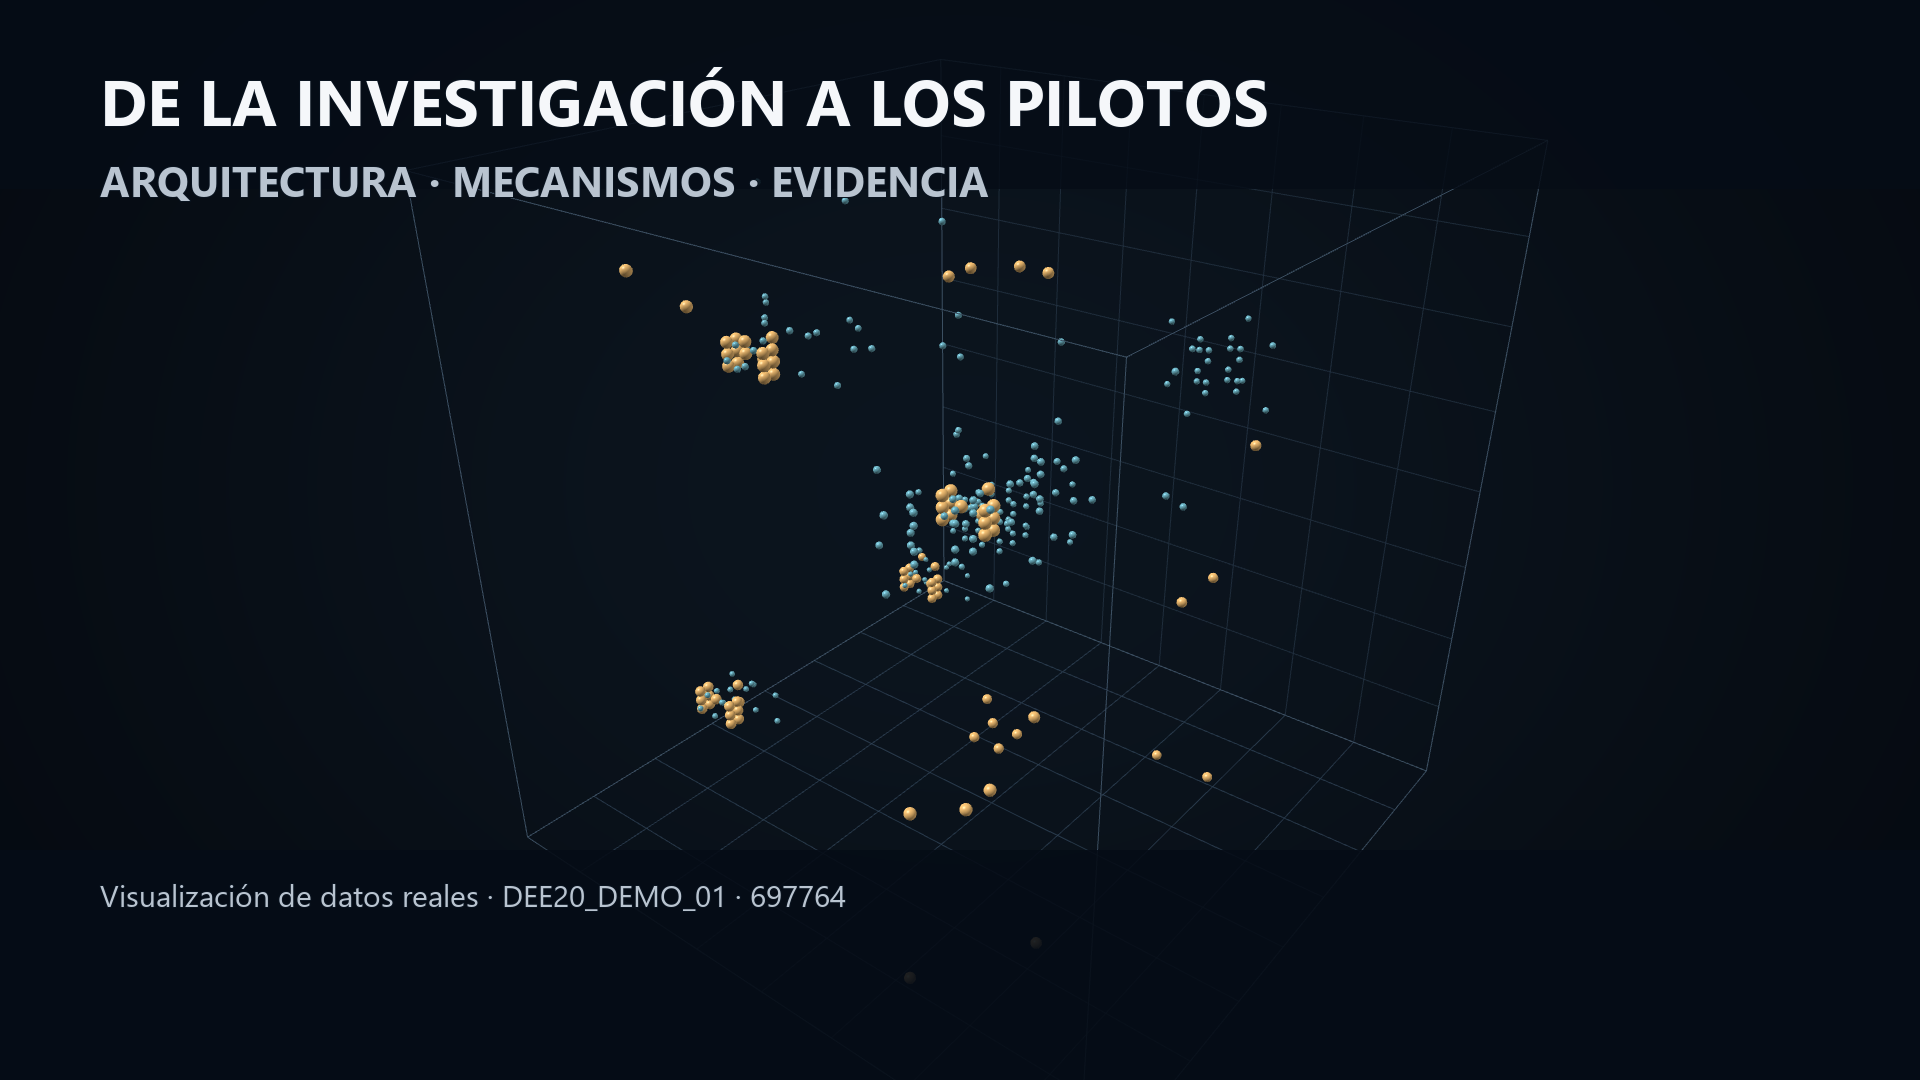 DE LA INVESTIGACIÓN A LOS PILOTOS
ARQUITECTURA · MECANISMOS · EVIDENCIA
Visualización de datos reales · DEE20_DEMO_01 · 697764